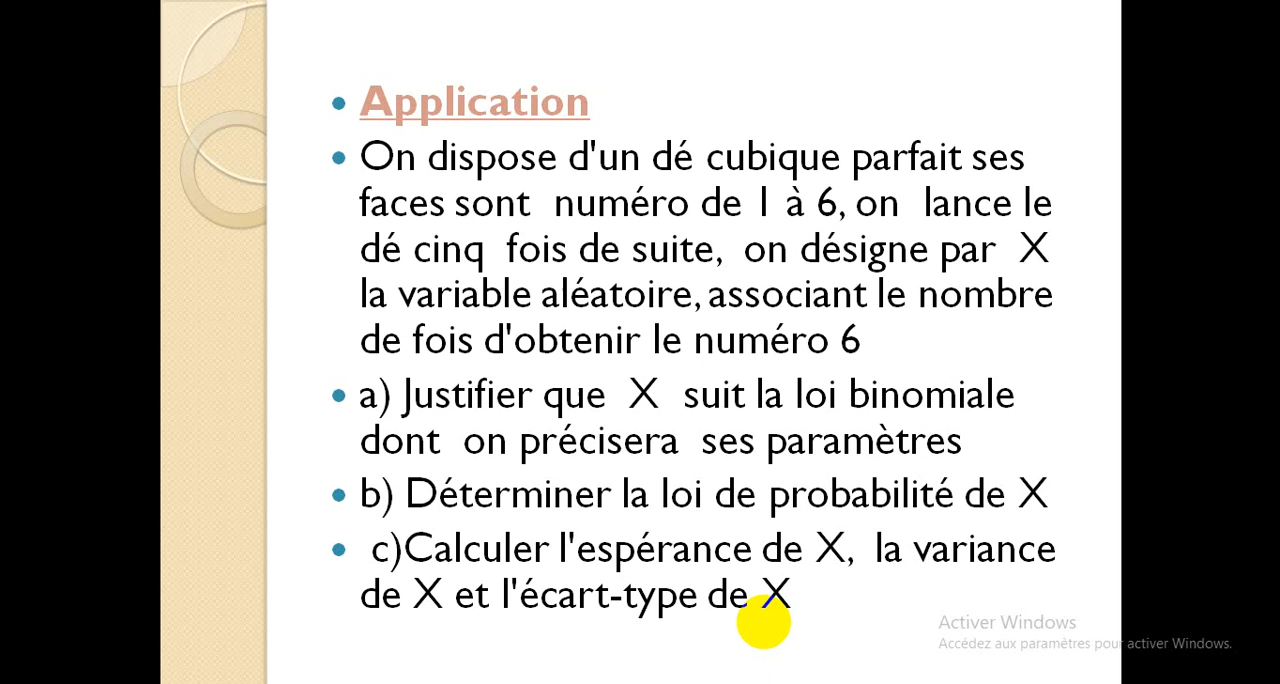 Application
On dispose d'un dé cubique parfait ses
faces sont numéro de 1 à 6, on lance le
dé cinq fois de suite, on désigne par X
la variable aléatoire, associant le nombre
de fois d'obtenir le numéro 6
a) Justifier que X suit la loi binomiale
dont on précisera ses paramètres
b) Déterminer la loi de probabilité de X
c)Calculer l'espérance de X, la variance
de X et l'écart-type de X
Activer Windows
Accédez aux paramètres pour activer Windows.